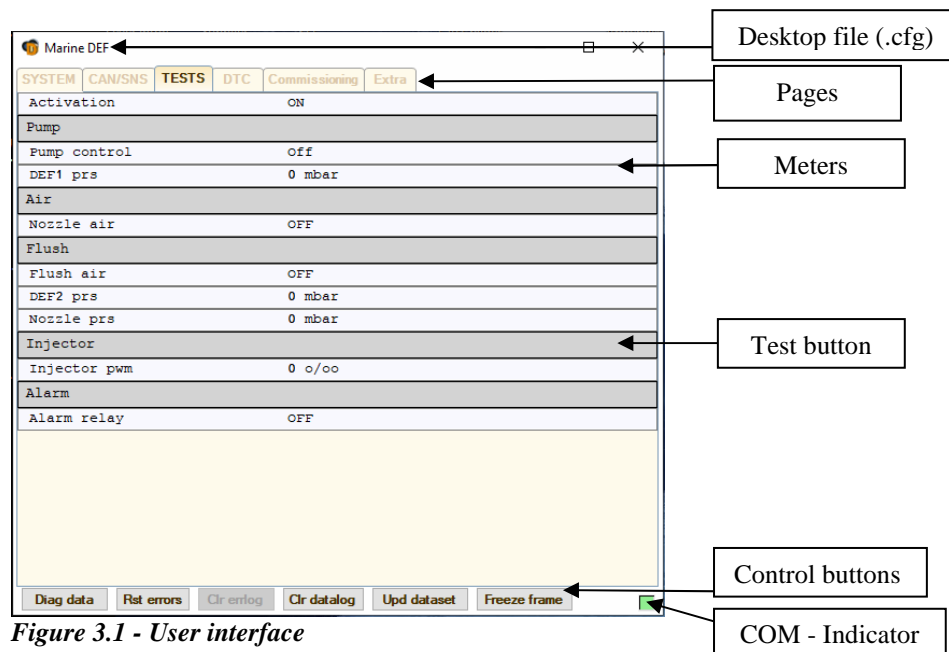 Marine DEF
Desktop file (.cfg)
SYSTEM CAN/SNS TESTS DTC Commissioning Extra
Pages
Activation ON
Pump
Pump control Off
Meters
DEF1 prs 0 mbar
Air
Nozzle air OFF
Flush
Flush air OFF
DEF2 prs 0 mbar
Nozzle prs 0 mbar
Injector
Test button
Injector pwm 0 o/oo
Alarm
Alarm relay OFF
Control buttons
Diag data Rst errors Clr errlog Clr datalog Upd dataset Freeze frame
COM - Indicator
Figure 3.1 - User interface